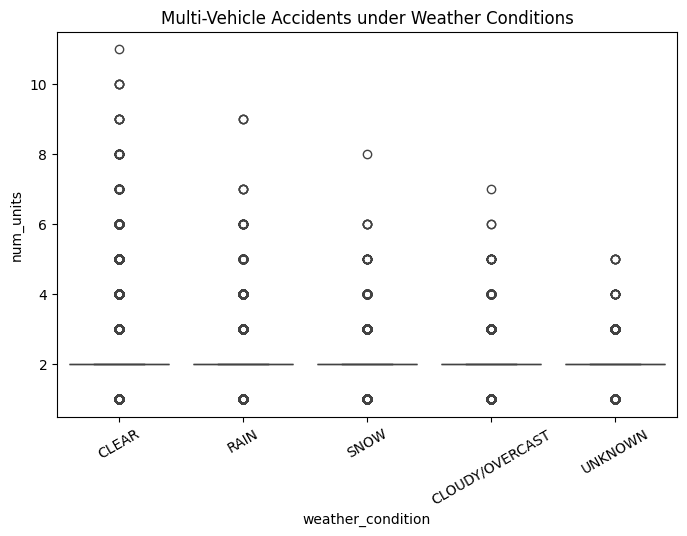 Multi-Vehicle Accidents under Weather Conditions
num_units
10
8
6
4
2
CLEAR
RAIN
SNOW
CLOUDY/OVERCAST
UNKNOWN
weather_condition